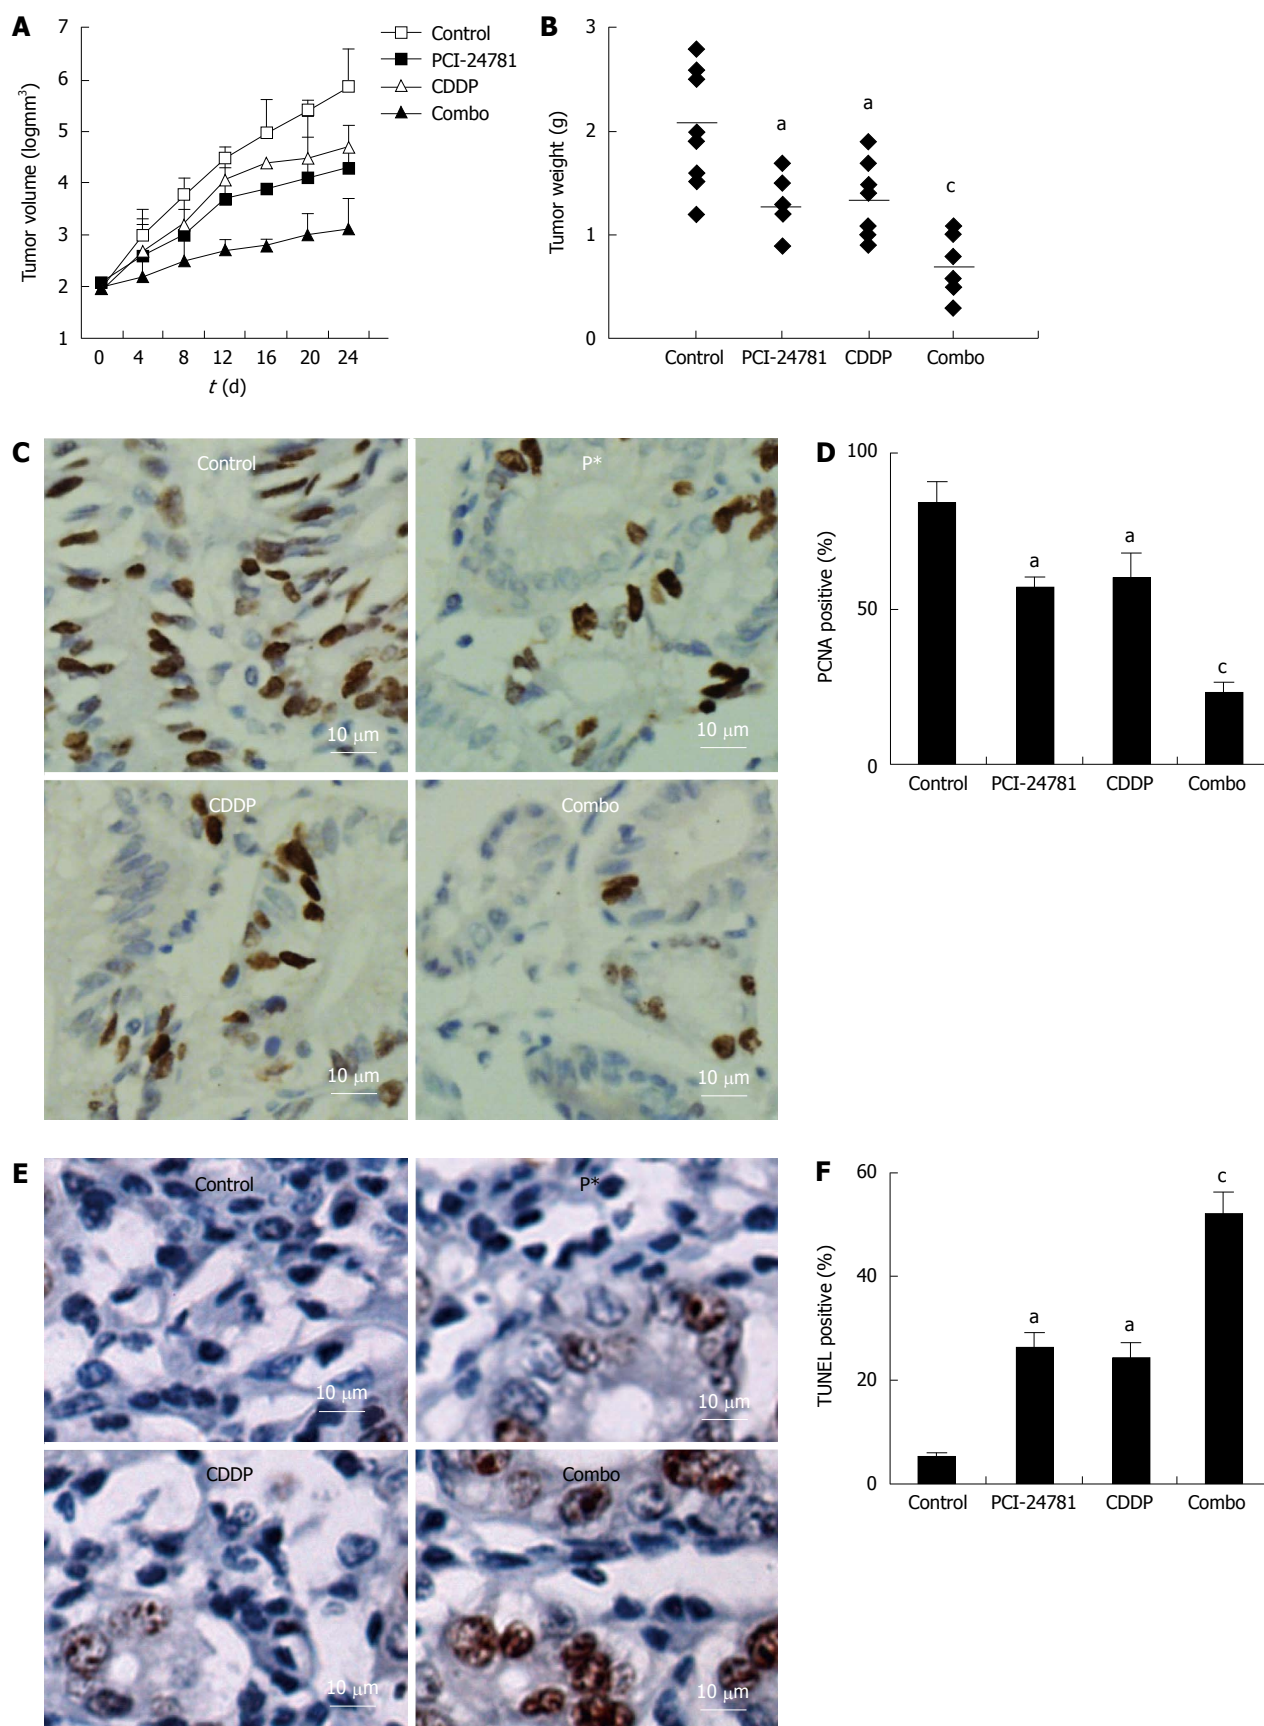 A
7
6
5
4
3
2
1
Tumor volume (logmm³)
0 4 8 12 16 20 24
t (d)
Control
PCI-24781
CDDP
Combo
B
3
2
1
0
Tumor weight (g)
a
a
c
Control PCI-24781 CDDP Combo
C
Control
10 μm
P*
10 μm
CDDP
10 μm
Combo
10 μm
D
100
50
0
PCNA positive (%)
a
a
c
Control PCI-24781 CDDP Combo
E
Control
10 μm
P*
10 μm
CDDP
10 μm
Combo
10 μm
F
60
40
20
0
TUNEL positive (%)
a
a
c
Control PCI-24781 CDDP Combo